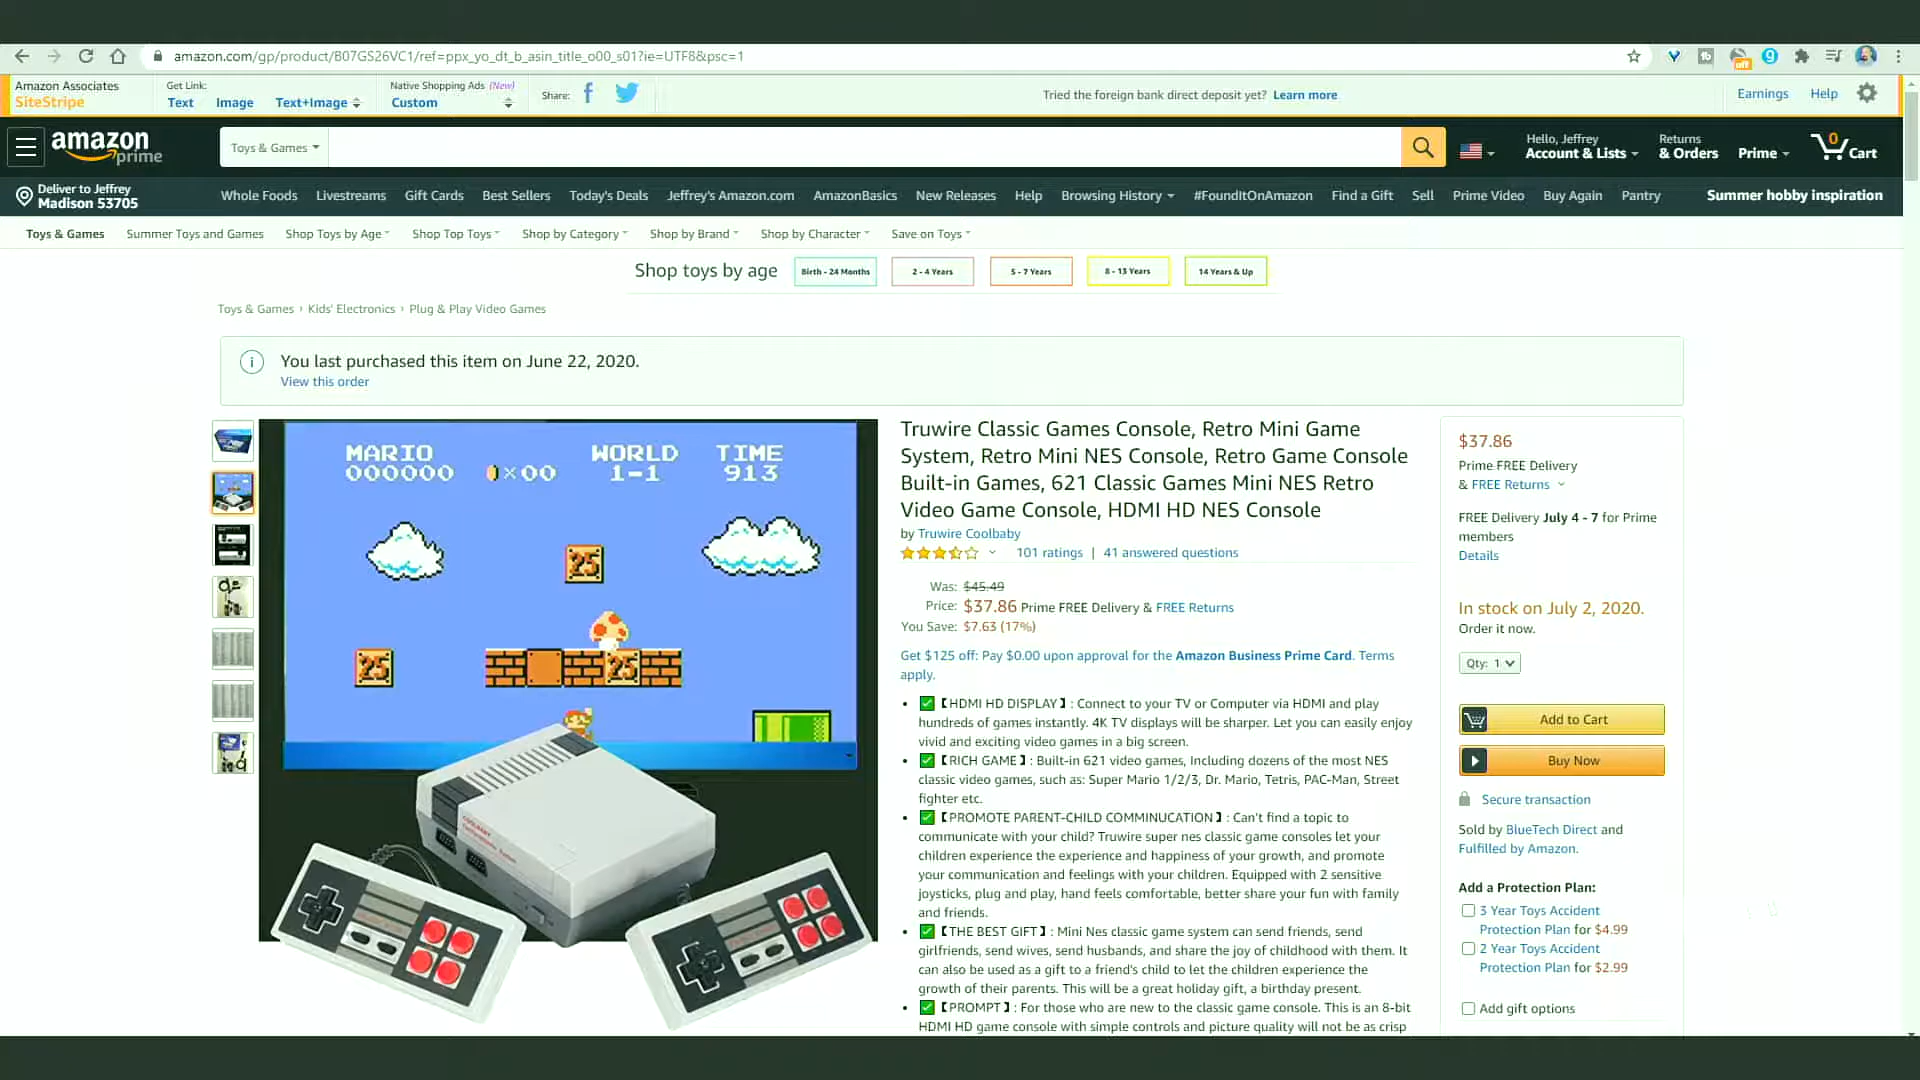 amazon.com/gp/product/B07GS26VC1/ref=ppx_yo_dt_b_asin_title_o00_s01?ie=UTF8&psc=1
off
Amazon Associates
SiteStripe
Get Link:
Text Image Text+Image
Native Shopping Ads (New)
Custom
Share:
Tried the foreign bank direct deposit yet? Learn more
Earnings Help
amazon prime
Toys & Games
Hello, Jeffrey
Account & Lists
Returns
& Orders
Prime
0
Cart
Deliver to Jeffrey
Madison 53705
Whole Foods Livestreams Gift Cards Best Sellers Today's Deals Jeffrey's Amazon.com AmazonBasics New Releases Help Browsing History #FoundItOnAmazon Find a Gift Sell Prime Video Buy Again Pantry
Summer hobby inspiration
Toys & Games Summer Toys and Games Shop Toys by Age Shop Top Toys Shop by Category Shop by Brand Shop by Character Save on Toys
Shop toys by age Birth - 24 Months 2 - 4 Years 5 - 7 Years 8 - 13 Years 14 Years & Up
Toys & Games › Kids' Electronics › Plug & Play Video Games
You last purchased this item on June 22, 2020.
View this order
MARIO WORLD TIME
000000 ×00 1-1 913
25
25
25
Truwire Classic Games Console, Retro Mini Game
System, Retro Mini NES Console, Retro Game Console
Built-in Games, 621 Classic Games Mini NES Retro
Video Game Console, HDMI HD NES Console
by Truwire Coolbaby
101 ratings | 41 answered questions
Was: $45.49
Price: $37.86 Prime FREE Delivery & FREE Returns
You Save: $7.63 (17%)
Get $125 off: Pay $0.00 upon approval for the Amazon Business Prime Card. Terms
apply.
• ✅【HDMI HD DISPLAY】: Connect to your TV or Computer via HDMI and play
hundreds of games instantly. 4K TV displays will be sharper. Let you can easily enjoy
vivid and exciting video games in a big screen.
• ✅【RICH GAME】: Built-in 621 video games, Including dozens of the most NES
classic video games, such as: Super Mario 1/2/3, Dr. Mario, Tetris, PAC-Man, Street
fighter etc.
• ✅【PROMOTE PARENT-CHILD COMMINUCATION】: Can't find a topic to
communicate with your child? Truwire super nes classic game consoles let your
children experience the experience and happiness of your growth, and promote
your communication and feelings with your children. Equipped with 2 sensitive
joysticks, plug and play, hand feels comfortable, better share your fun with family
and friends.
• ✅【THE BEST GIFT】: Mini Nes classic game system can send friends, send
girlfriends, send wives, send husbands, and share the joy of childhood with them. It
can also be used as a gift to a friend's child to let the children experience the
growth of their parents. This will be a great holiday gift, a birthday present.
• ✅【PROMPT】: For those who are new to the classic game console. This is an 8-bit
HDMI HD game console with simple controls and picture quality will not be as crisp
$37.86
Prime FREE Delivery
& FREE Returns
FREE Delivery July 4 - 7 for Prime
members
Details
In stock on July 2, 2020.
Order it now.
Qty: 1
Add to Cart
Buy Now
Secure transaction
Sold by BlueTech Direct and
Fulfilled by Amazon.
Add a Protection Plan:
3 Year Toys Accident
Protection Plan for $4.99
2 Year Toys Accident
Protection Plan for $2.99
Add gift options